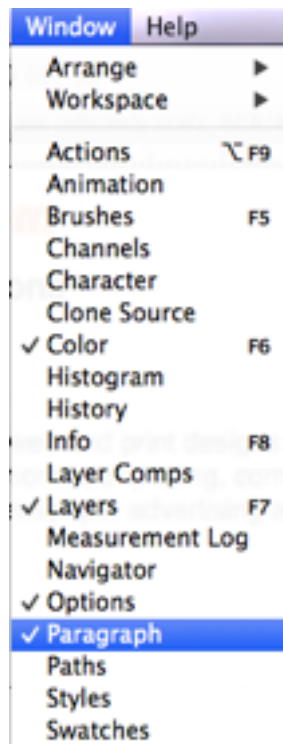 Window Help
Arrange ▶
Workspace ▶
Actions ⌥ F9
Animation
Brushes F5
Channels
Character
Clone Source
✓ Color F6
Histogram
History
Info F8
Layer Comps
✓ Layers F7
Measurement Log
Navigator
✓ Options
✓ Paragraph
Paths
Styles
Swatches